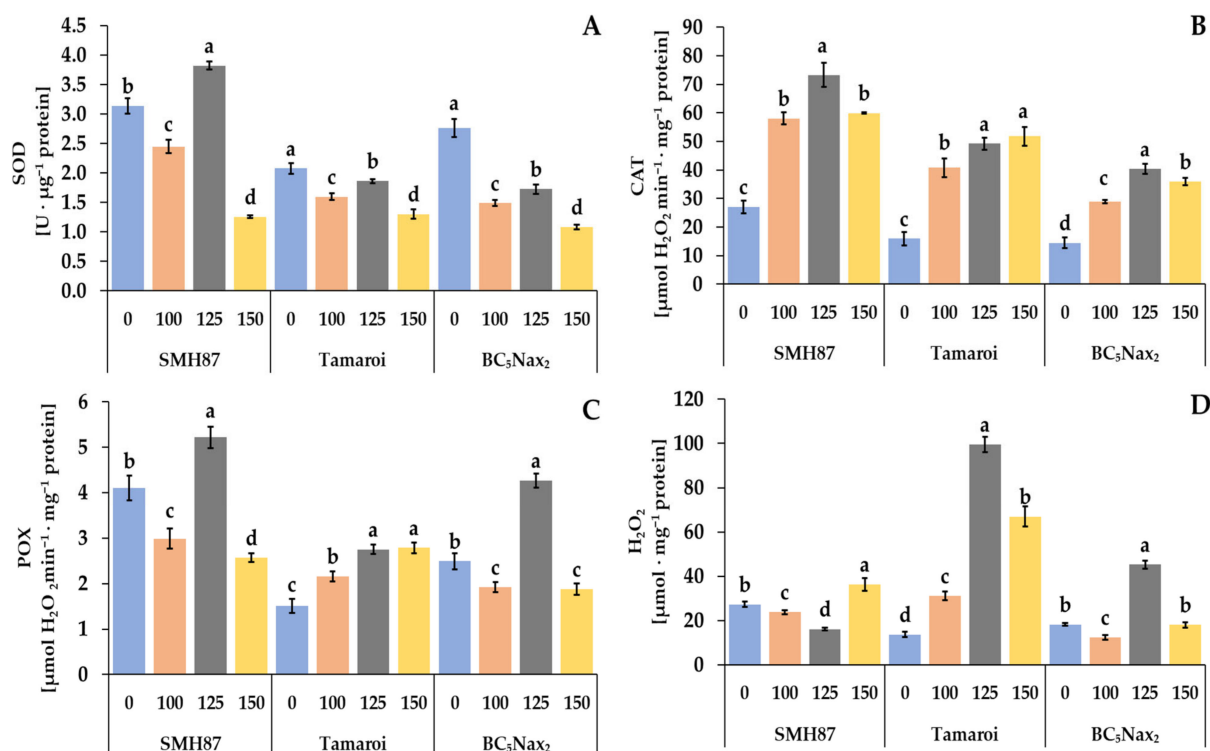 A
SOD
[U · µg⁻¹ protein]
4.5
4.0
3.5
3.0
2.5
2.0
1.5
1.0
0.5
0.0
b c a d a c b d a c b d
0 100 125 150 0 100 125 150 0 100 125 150
SMH87 Tamaroi BC₅Nax₂
B
CAT
[µmol H₂O₂ min⁻¹ · mg⁻¹ protein]
90
80
70
60
50
40
30
20
10
0
c b a b c b a a d c a b
0 100 125 150 0 100 125 150 0 100 125 150
SMH87 Tamaroi BC₅Nax₂
C
POX
[µmol H₂O₂min⁻¹ · mg⁻¹ protein]
6
5
4
3
2
1
0
b c a d c b a a b c a c
0 100 125 150 0 100 125 150 0 100 125 150
SMH87 Tamaroi BC₅Nax₂
D
H₂O₂
[µmol · mg⁻¹ protein]
120
100
80
60
40
20
0
b c d a d c a b b c a b
0 100 125 150 0 100 125 150 0 100 125 150
SMH87 Tamaroi BC₅Nax₂